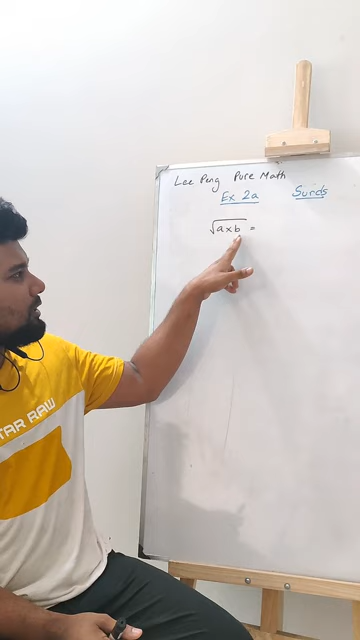 Lee Peng Pure Math
Ex 2a Surds
√a×b =
TAR RAW